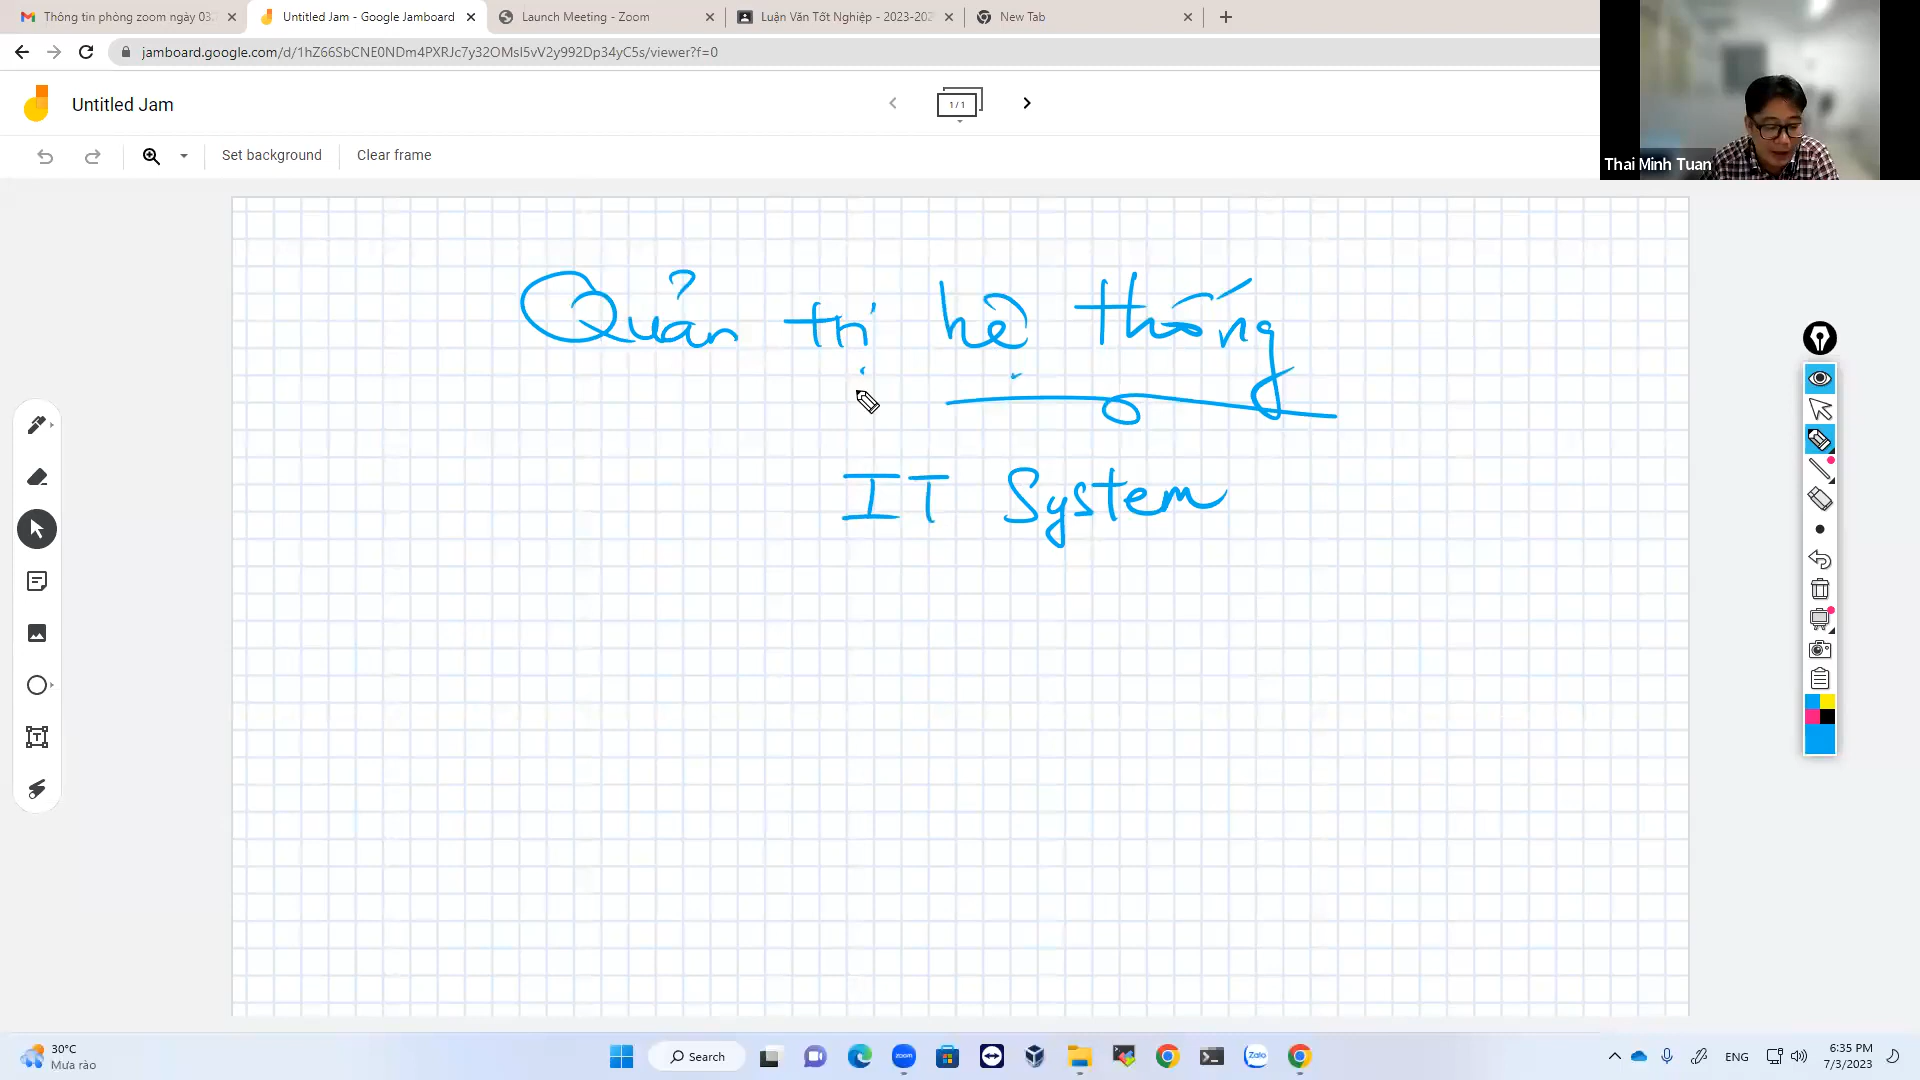 Thông tin phòng zoom ngày 03.
Untitled Jam - Google Jamboard
Launch Meeting - Zoom
Luận Văn Tốt Nghiệp - 2023-202
New Tab
jamboard.google.com/d/1hZ66SbCNE0NDm4PXRJc7y32OMsI5vV2y992Dp34yC5s/viewer?f=0
Untitled Jam
1 / 1
Set background
Clear frame
Thai Minh Tuan
Quản trị hệ thống
IT System
30°C
Mưa rào
Search
zoom
Zalo
ENG
6:35 PM
7/3/2023